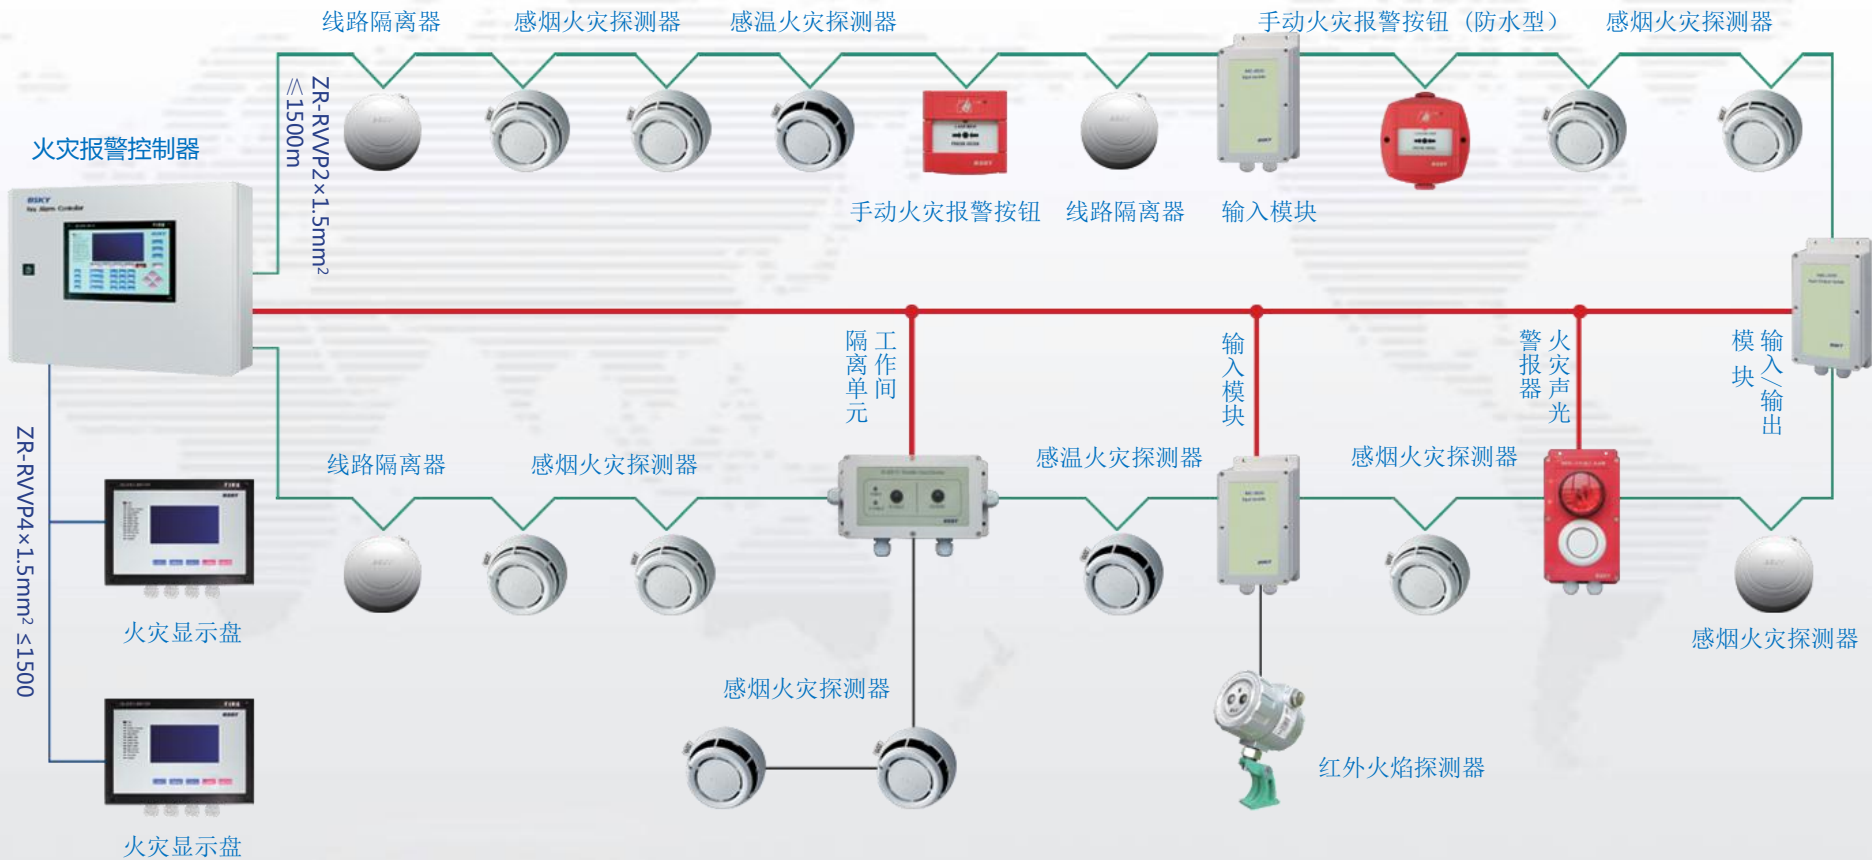 线路隔离器
感烟火灾探测器
感温火灾探测器
手动火灾报警按钮（防水型）
感烟火灾探测器
ZR-RVVP2×1.5mm²
≤1500m
火灾报警控制器
BSKY
Fire Alarm Controller
手动火灾报警按钮
线路隔离器
输入模块
工作间
隔离单元
输入模块
火灾声光
警报器
输入/输出
模块
ZR-RVVP4×1.5mm² ≤1500
线路隔离器
感烟火灾探测器
感温火灾探测器
感烟火灾探测器
火灾显示盘
感烟火灾探测器
感烟火灾探测器
红外火焰探测器
火灾显示盘